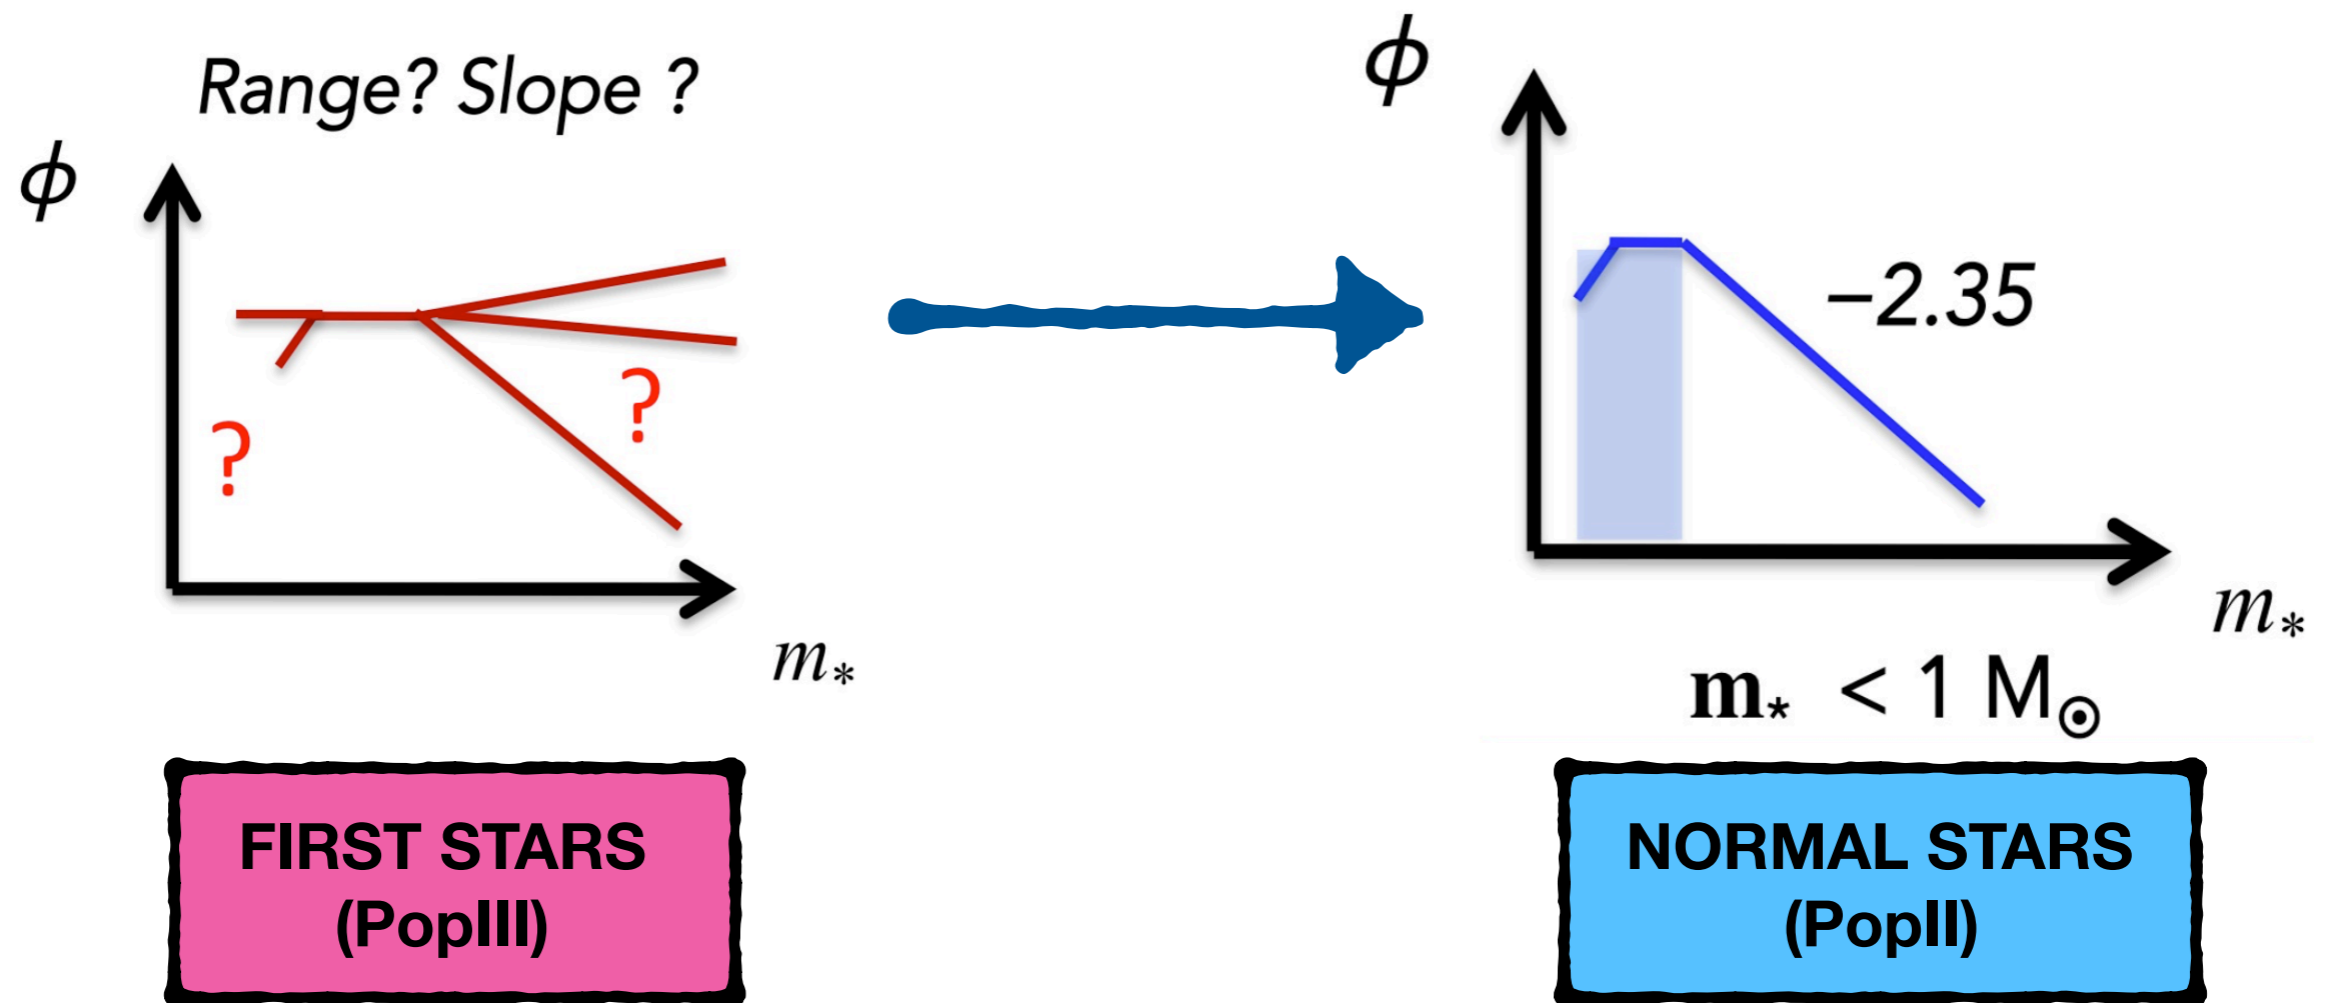 Range? Slope ?
ϕ
?
?
m*
ϕ
–2.35
m*
m* < 1 M☉
FIRST STARS
(PopIII)
NORMAL STARS
(PopII)